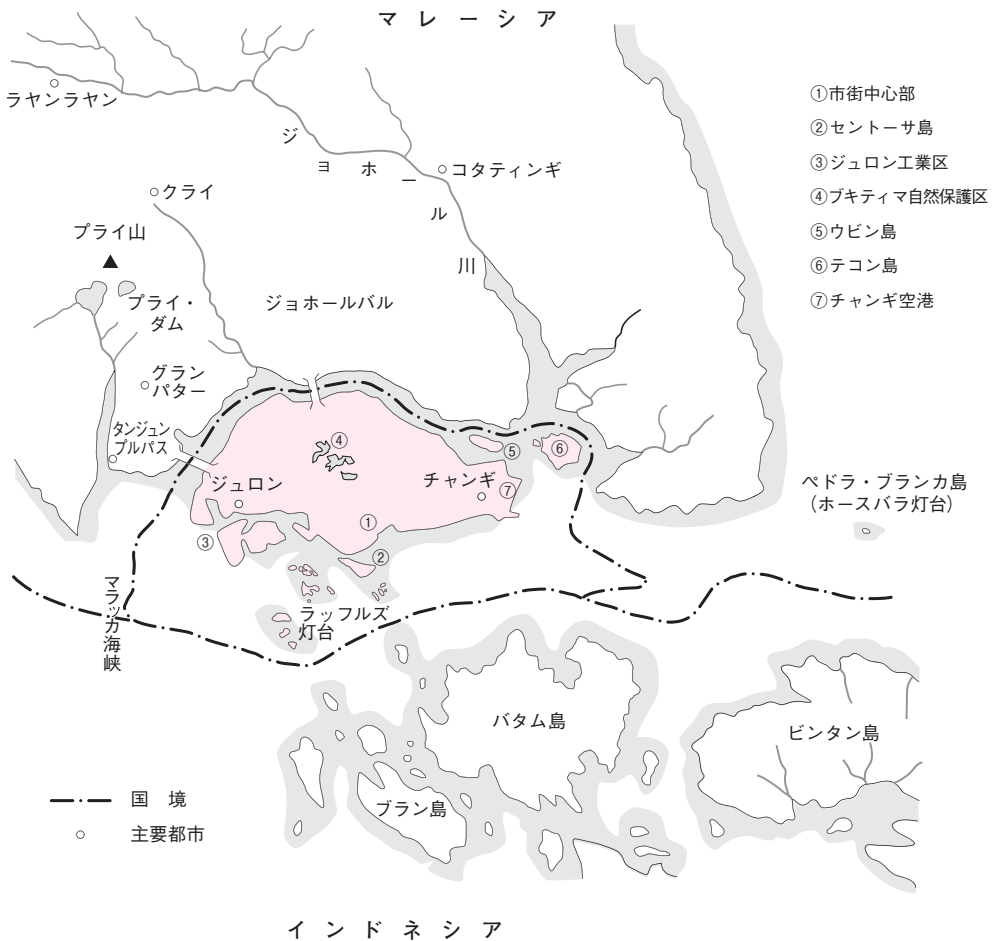 マレーシア
ラヤンラヤン
ジョホール川
コタティンギ
クライ
プライ山
プライ・
ダム
ジョホールバル
グラン
パター
タンジュン
プルパス
ジュロン
チャンギ
①
②
③
④
⑤
⑥
⑦
①市街中心部
②セントーサ島
③ジュロン工業区
④ブキティマ自然保護区
⑤ウビン島
⑥テコン島
⑦チャンギ空港
ペドラ・ブランカ島
(ホースバラ灯台)
マラッカ海峡
ラッフルズ
灯台
バタム島
ビンタン島
ブラン島
国 境
主要都市
インドネシア